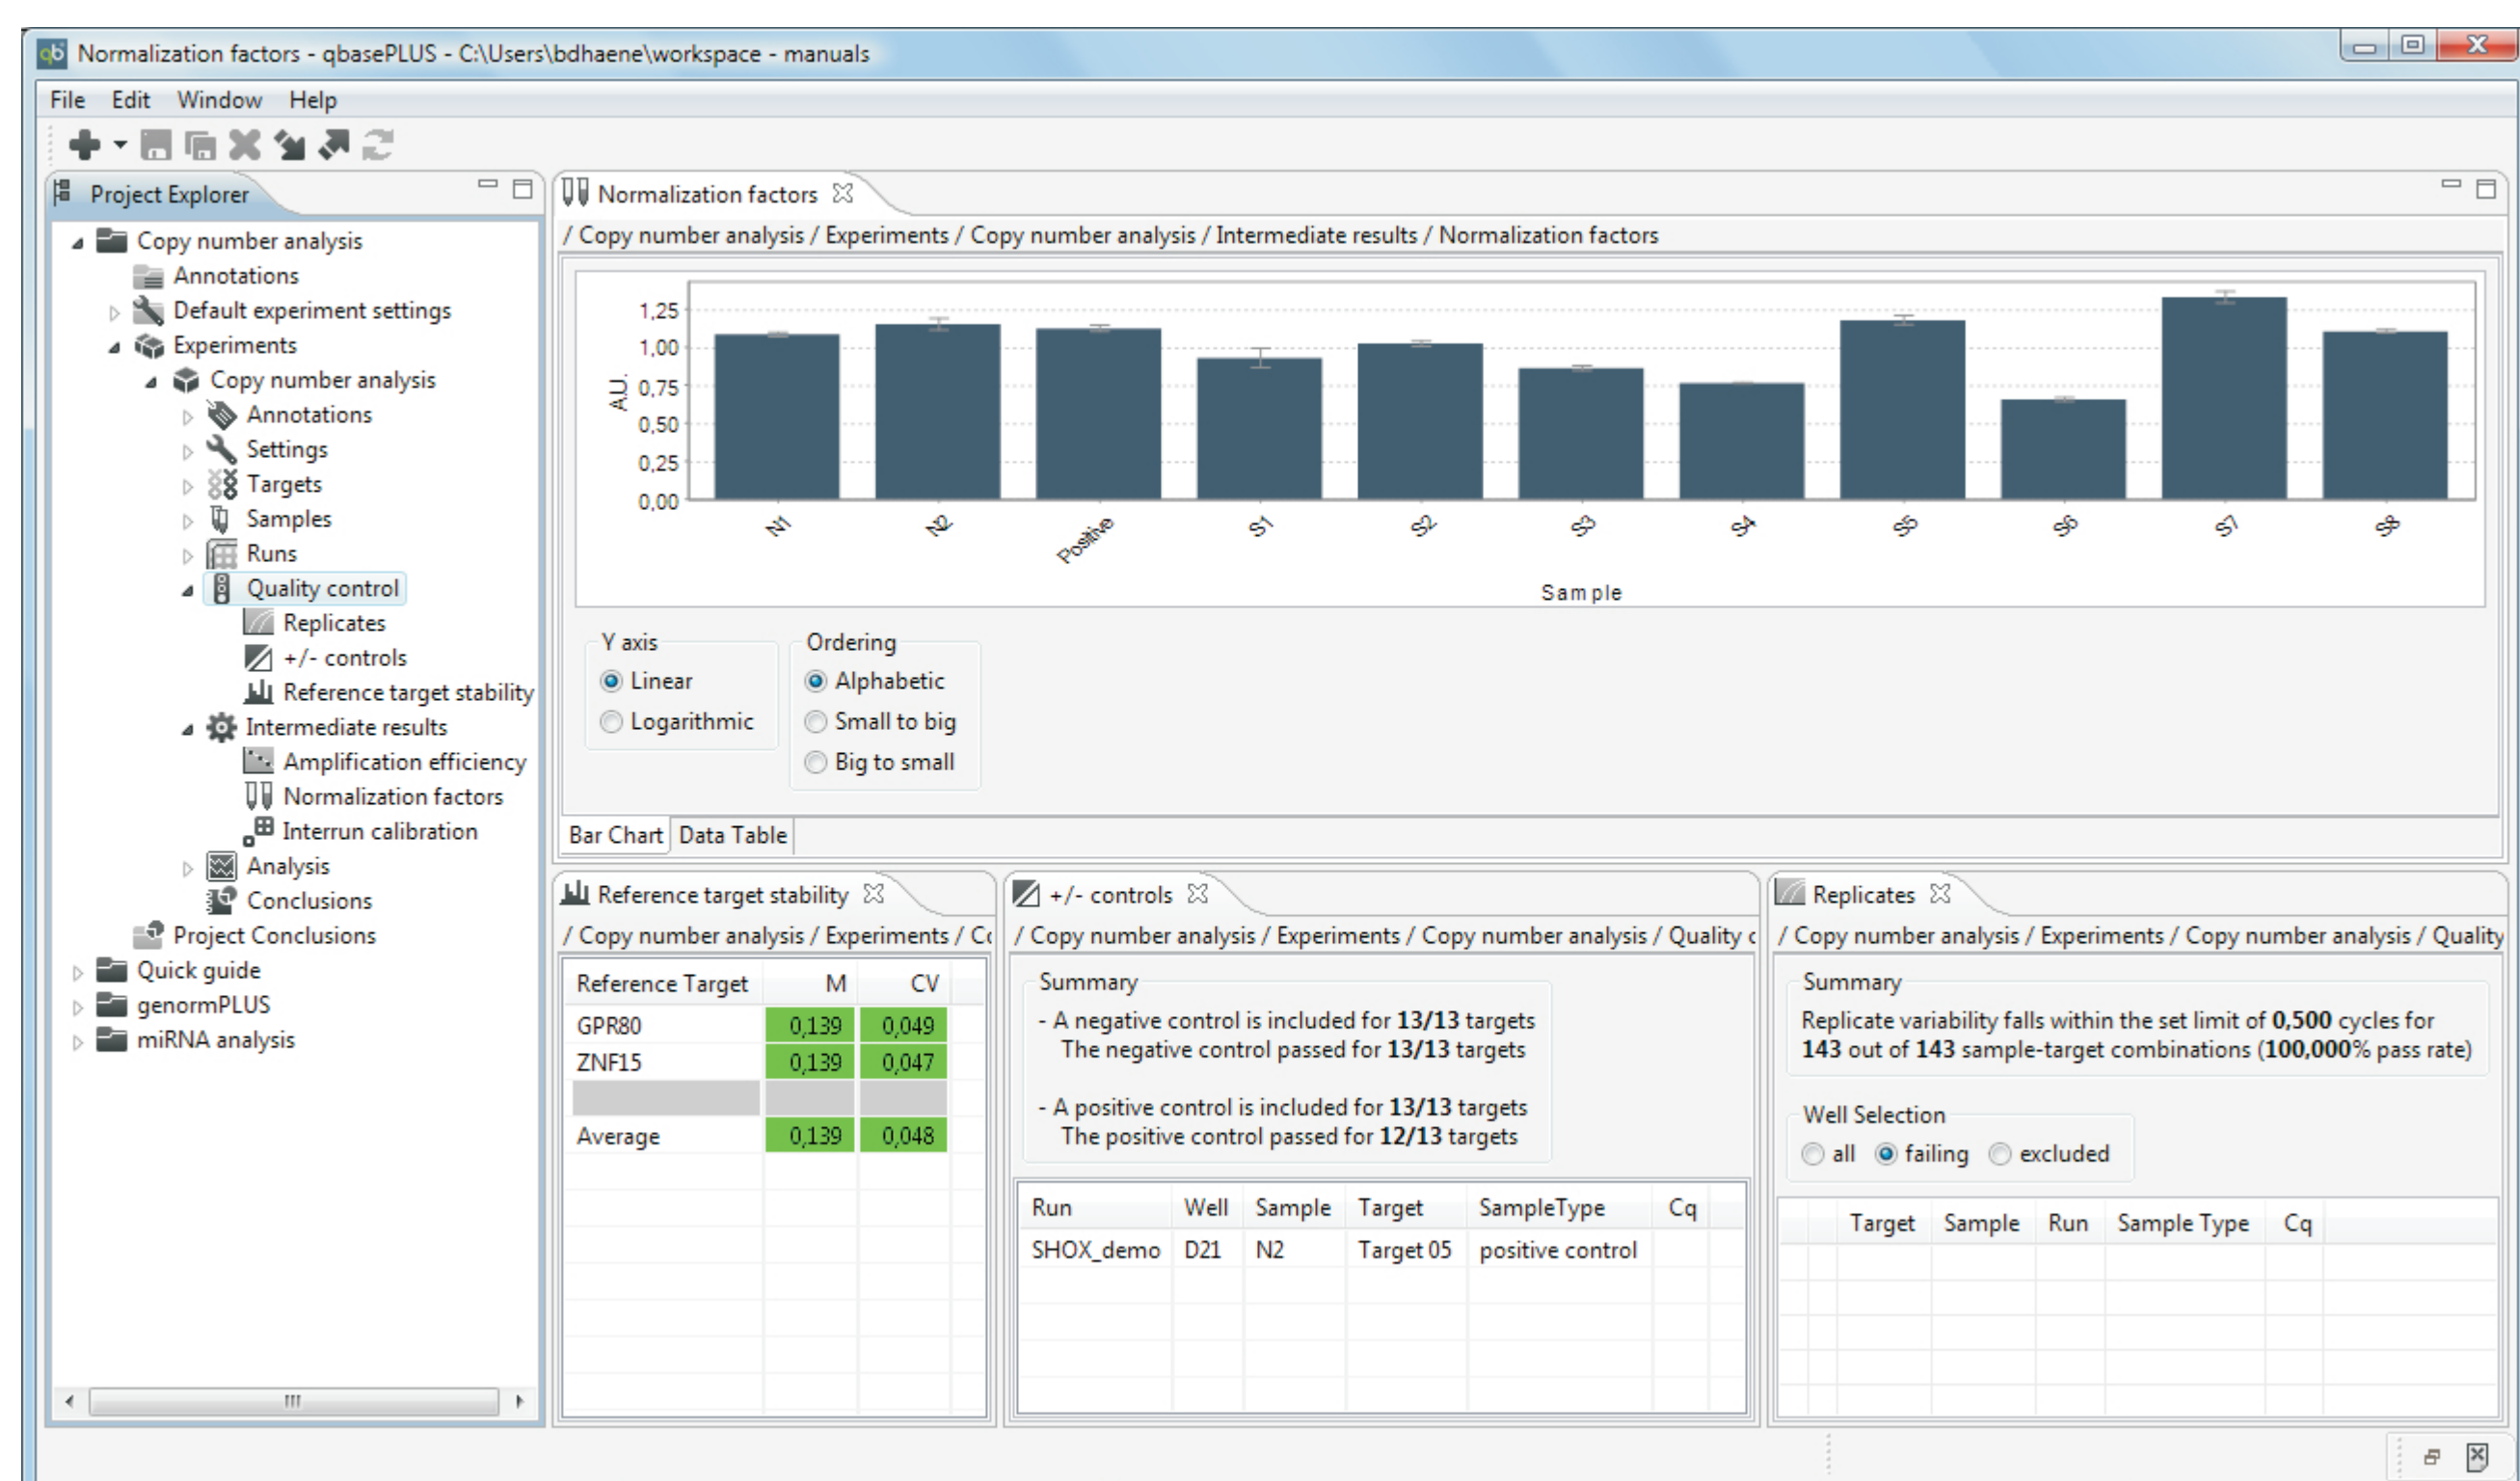 qb Normalization factors - qbasePLUS - C:\Users\bdhaene\workspace - manuals
File Edit Window Help
Project Explorer
Copy number analysis
Annotations
Default experiment settings
Experiments
Copy number analysis
Annotations
Settings
Targets
Samples
Runs
Quality control
Replicates
+/- controls
Reference target stability
Intermediate results
Amplification efficiency
Normalization factors
Interrun calibration
Analysis
Conclusions
Project Conclusions
Quick guide
genormPLUS
miRNA analysis
Normalization factors
/ Copy number analysis / Experiments / Copy number analysis / Intermediate results / Normalization factors
A.U.
1,25
1,00
0,75
0,50
0,25
0,00
N1 N2 Positive S1 S2 S3 S4 S5 S6 S7 S8
Sample
Y axis
Linear
Logarithmic
Ordering
Alphabetic
Small to big
Big to small
Bar Chart Data Table
Reference target stability
/ Copy number analysis / Experiments / Co
Reference Target M CV
GPR80 0,139 0,049
ZNF15 0,139 0,047
Average 0,139 0,048
+/- controls
/ Copy number analysis / Experiments / Copy number analysis / Quality c
Summary
- A negative control is included for 13/13 targets
The negative control passed for 13/13 targets
- A positive control is included for 13/13 targets
The positive control passed for 12/13 targets
Run Well Sample Target SampleType Cq
SHOX_demo D21 N2 Target 05 positive control
Replicates
/ Copy number analysis / Experiments / Copy number analysis / Quality
Summary
Replicate variability falls within the set limit of 0,500 cycles for
143 out of 143 sample-target combinations (100,000% pass rate)
Well Selection
all failing excluded
Target Sample Run Sample Type Cq